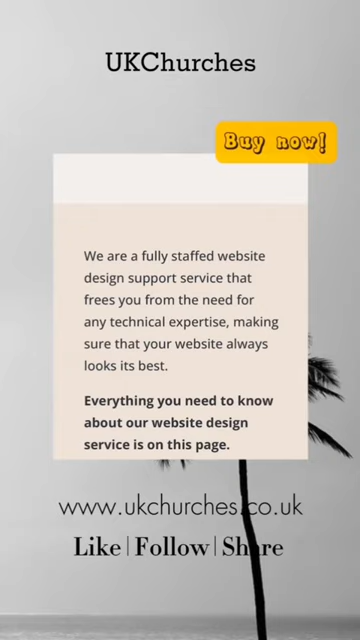 UKChurches
Buy now!
We are a fully staffed website
design support service that
frees you from the need for
any technical expertise, making
sure that your website always
looks its best.
Everything you need to know
about our website design
service is on this page.
www.ukchurches.co.uk
Like|Follow|Share